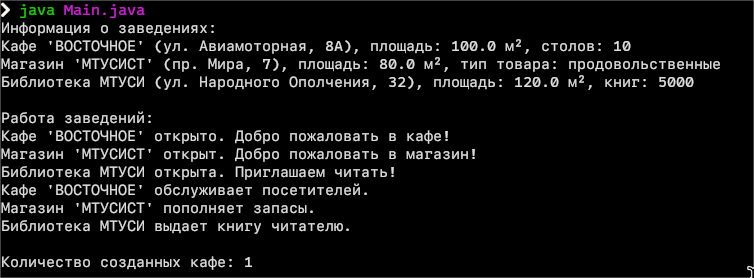 ❯ java Main.java
Информация о заведениях:
Кафе 'ВОСТОЧНОЕ' (ул. Авиамоторная, 8А), площадь: 100.0 м², столов: 10
Магазин 'МТУСИСТ' (пр. Мира, 7), площадь: 80.0 м², тип товара: продовольственные
Библиотека МТУСИ (ул. Народного Ополчения, 32), площадь: 120.0 м², книг: 5000

Работа заведений:
Кафе 'ВОСТОЧНОЕ' открыто. Добро пожаловать в кафе!
Магазин 'МТУСИСТ' открыт. Добро пожаловать в магазин!
Библиотека МТУСИ открыта. Приглашаем читать!
Кафе 'ВОСТОЧНОЕ' обслуживает посетителей.
Магазин 'МТУСИСТ' пополняет запасы.
Библиотека МТУСИ выдает книгу читателю.

Количество созданных кафе: 1